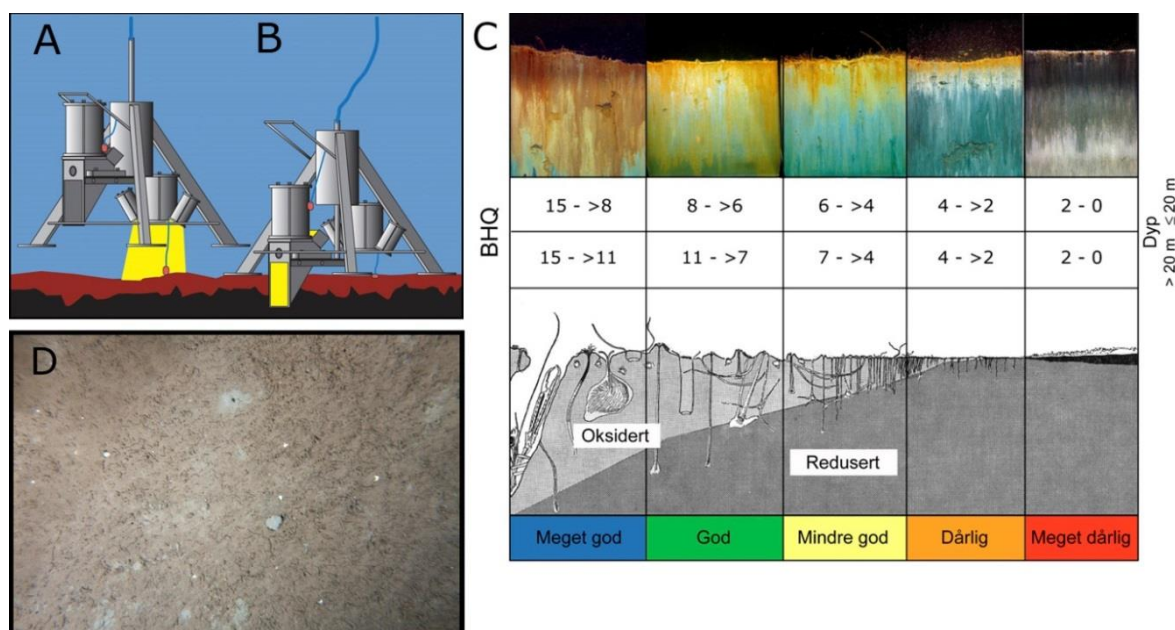 A
B
C
BHQ
15 - >8
8 - >6
6 - >4
4 - >2
2 - 0
15 - >11
11 - >7
7 - >4
4 - >2
2 - 0
Dyp
> 20 m ≤ 20 m
Oksidert
Redusert
Meget god
God
Mindre god
Dårlig
Meget dårlig
D